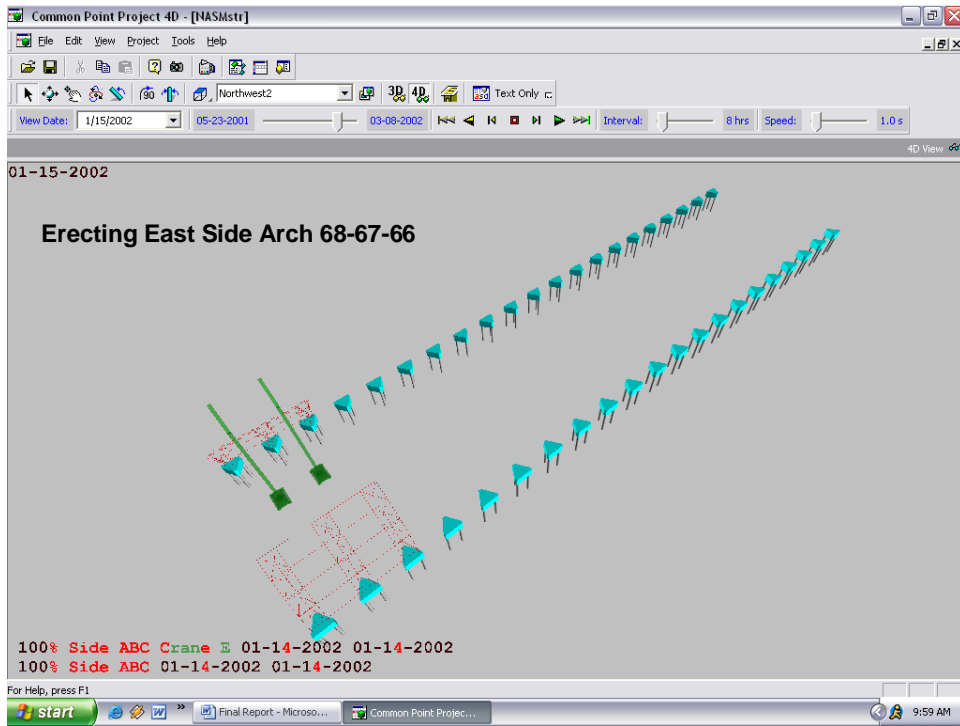 Common Point Project 4D - [NASMstr]
File Edit View Project Tools Help
Northwest2 3D 4D Text Only
View Date: 1/15/2002 05-23-2001 03-08-2002 Interval: 8 hrs Speed: 1.0 s
4D View
01-15-2002
Erecting East Side Arch 68-67-66
100% Side ABC Crane E 01-14-2002 01-14-2002
100% Side ABC 01-14-2002 01-14-2002
For Help, press F1
start W » Final Report - Microso... Common Point Projec... 9:59 AM